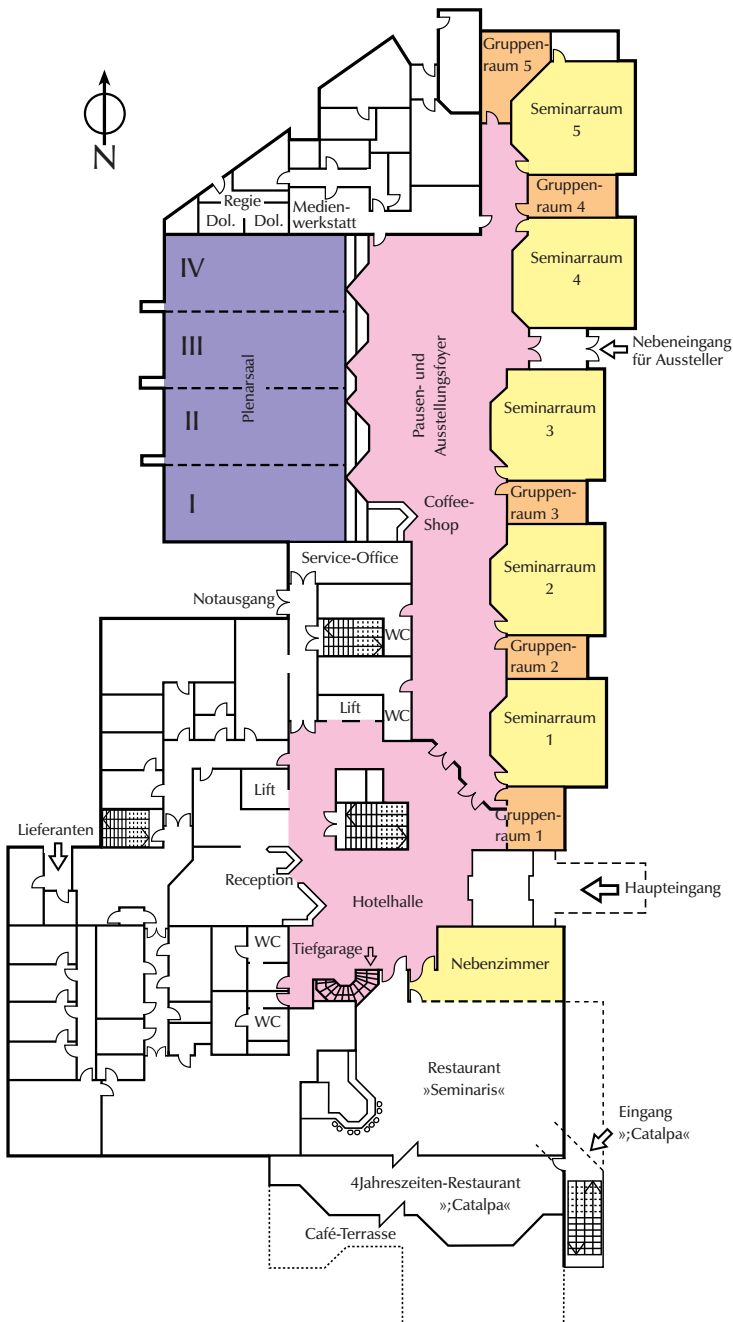 Gruppen-
raum 5
Seminarraum
5
N
Regie
Dol.
Dol.
Medien-
werkstatt
Gruppen-
raum 4
Seminarraum
4
IV
III
II
I
Plenarsaal
Pausen- und
Ausstellungsfoyer
Nebeneingang
für Aussteller
Seminarraum
3
Coffee-
Shop
Gruppen-
raum 3
Service-Office
Seminarraum
2
Notausgang
WC
Gruppen-
raum 2
Lift
WC
Seminarraum
1
Lift
Gruppen-
raum 1
Lieferanten
Reception
Hotelhalle
Haupteingang
WC
Tiefgarage
Nebenzimmer
WC
Restaurant
»Seminaris«
Eingang
»;Catalpa«
4Jahreszeiten-Restaurant
»;Catalpa«
Café-Terrasse